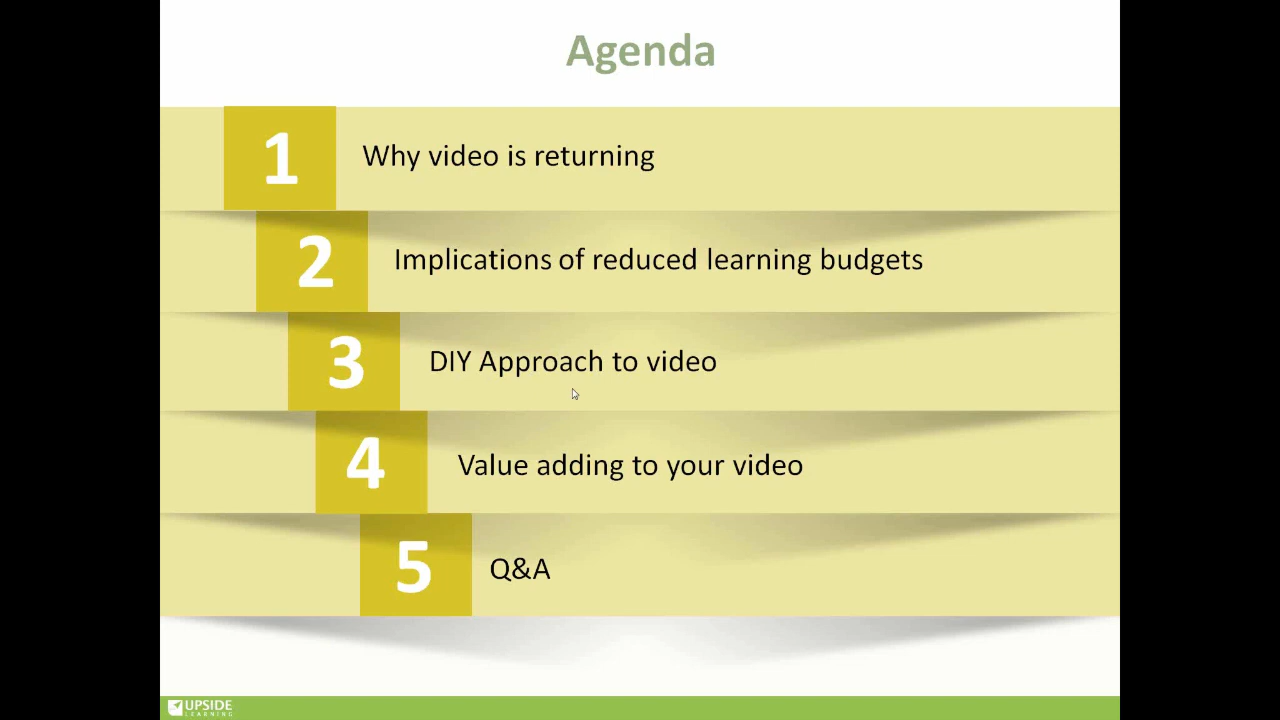 Agenda
1 Why video is returning
2 Implications of reduced learning budgets
3 DIY Approach to video
4 Value adding to your video
5 Q&A
UPSIDE
LEARNING